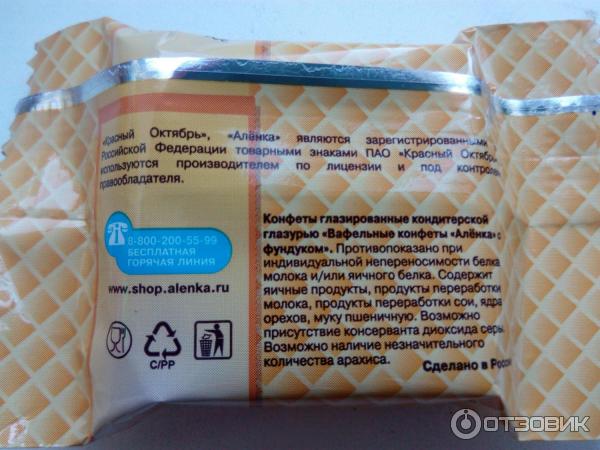 «Красный Октябрь», «Алёнка» являются зарегистрированными
Российской Федерации товарными знаками ПАО «Красный Октябрь»
используются производителем по лицензии и под контролем
правообладателя.
8-800-200-55-99
БЕСПЛАТНАЯ
ГОРЯЧАЯ ЛИНИЯ
www.shop.alenka.ru
C/PP
Конфеты глазированные кондитерской
глазурью «Вафельные конфеты «Алёнка» с
фундуком». Противопоказано при
индивидуальной непереносимости белка
молока и/или яичного белка. Содержит
яичные продукты, продукты переработки
молока, продукты переработки сои, ядра
орехов, муку пшеничную. Возможно
присутствие консерванта диоксида серы.
Возможно наличие незначительного
количества арахиса.
Сделано в Росси
ОТЗОВИК